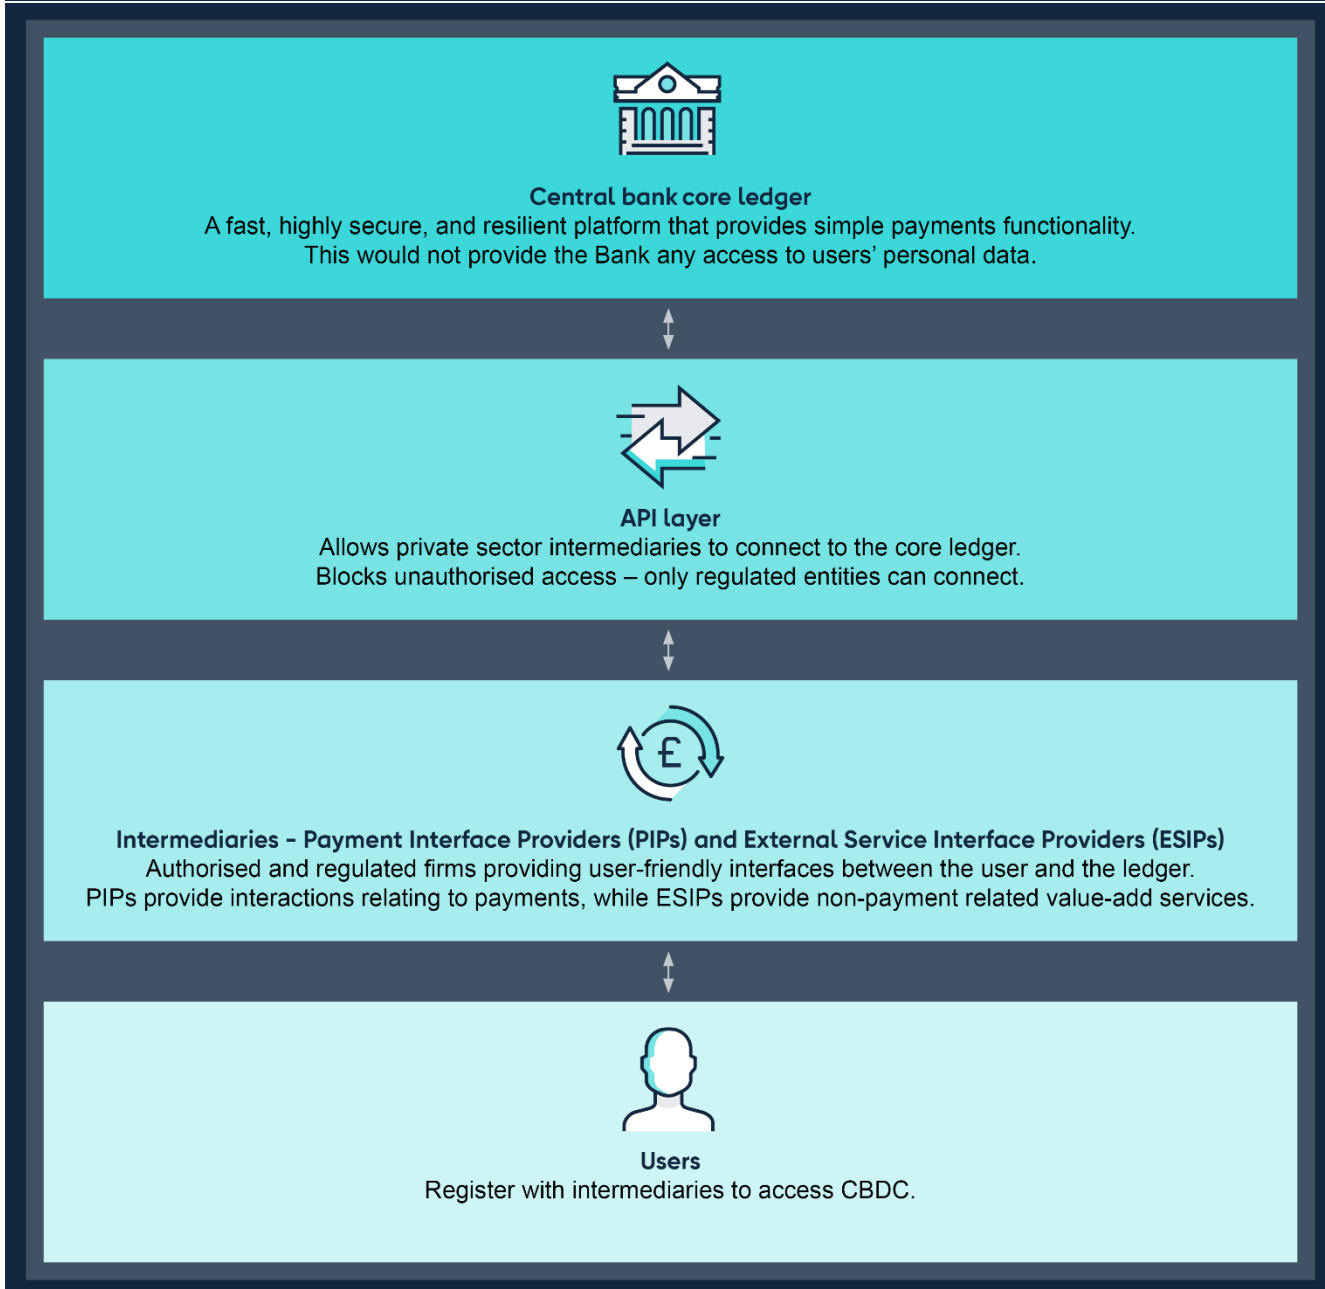 Central bank core ledger
A fast, highly secure, and resilient platform that provides simple payments functionality.
This would not provide the Bank any access to users’ personal data.
API layer
Allows private sector intermediaries to connect to the core ledger.
Blocks unauthorised access – only regulated entities can connect.
£
Intermediaries - Payment Interface Providers (PIPs) and External Service Interface Providers (ESIPs)
Authorised and regulated firms providing user-friendly interfaces between the user and the ledger.
PIPs provide interactions relating to payments, while ESIPs provide non-payment related value-add services.
Users
Register with intermediaries to access CBDC.